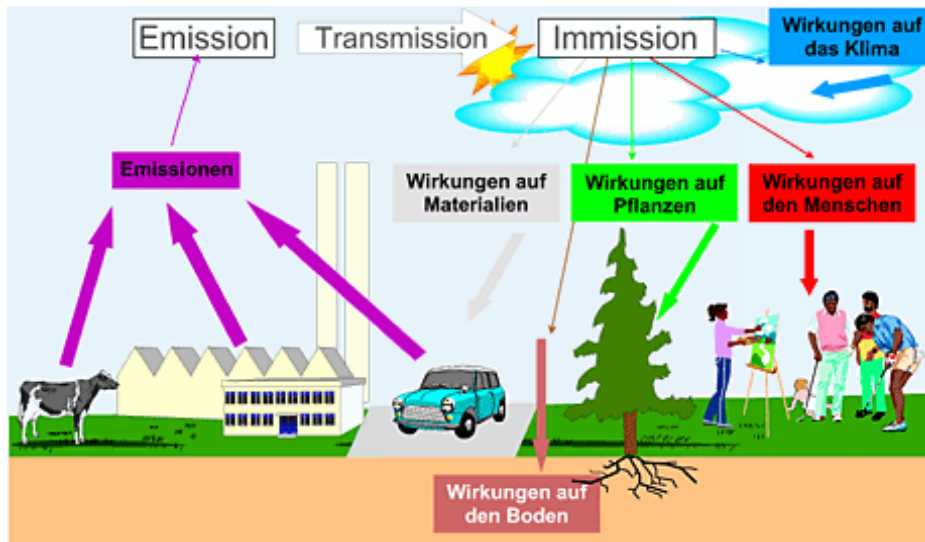 Emission
Transmission
Immission
Wirkungen auf
das Klima
Emissionen
Wirkungen auf
Materialien
Wirkungen auf
Pflanzen
Wirkungen auf
den Menschen
Wirkungen auf
den Boden